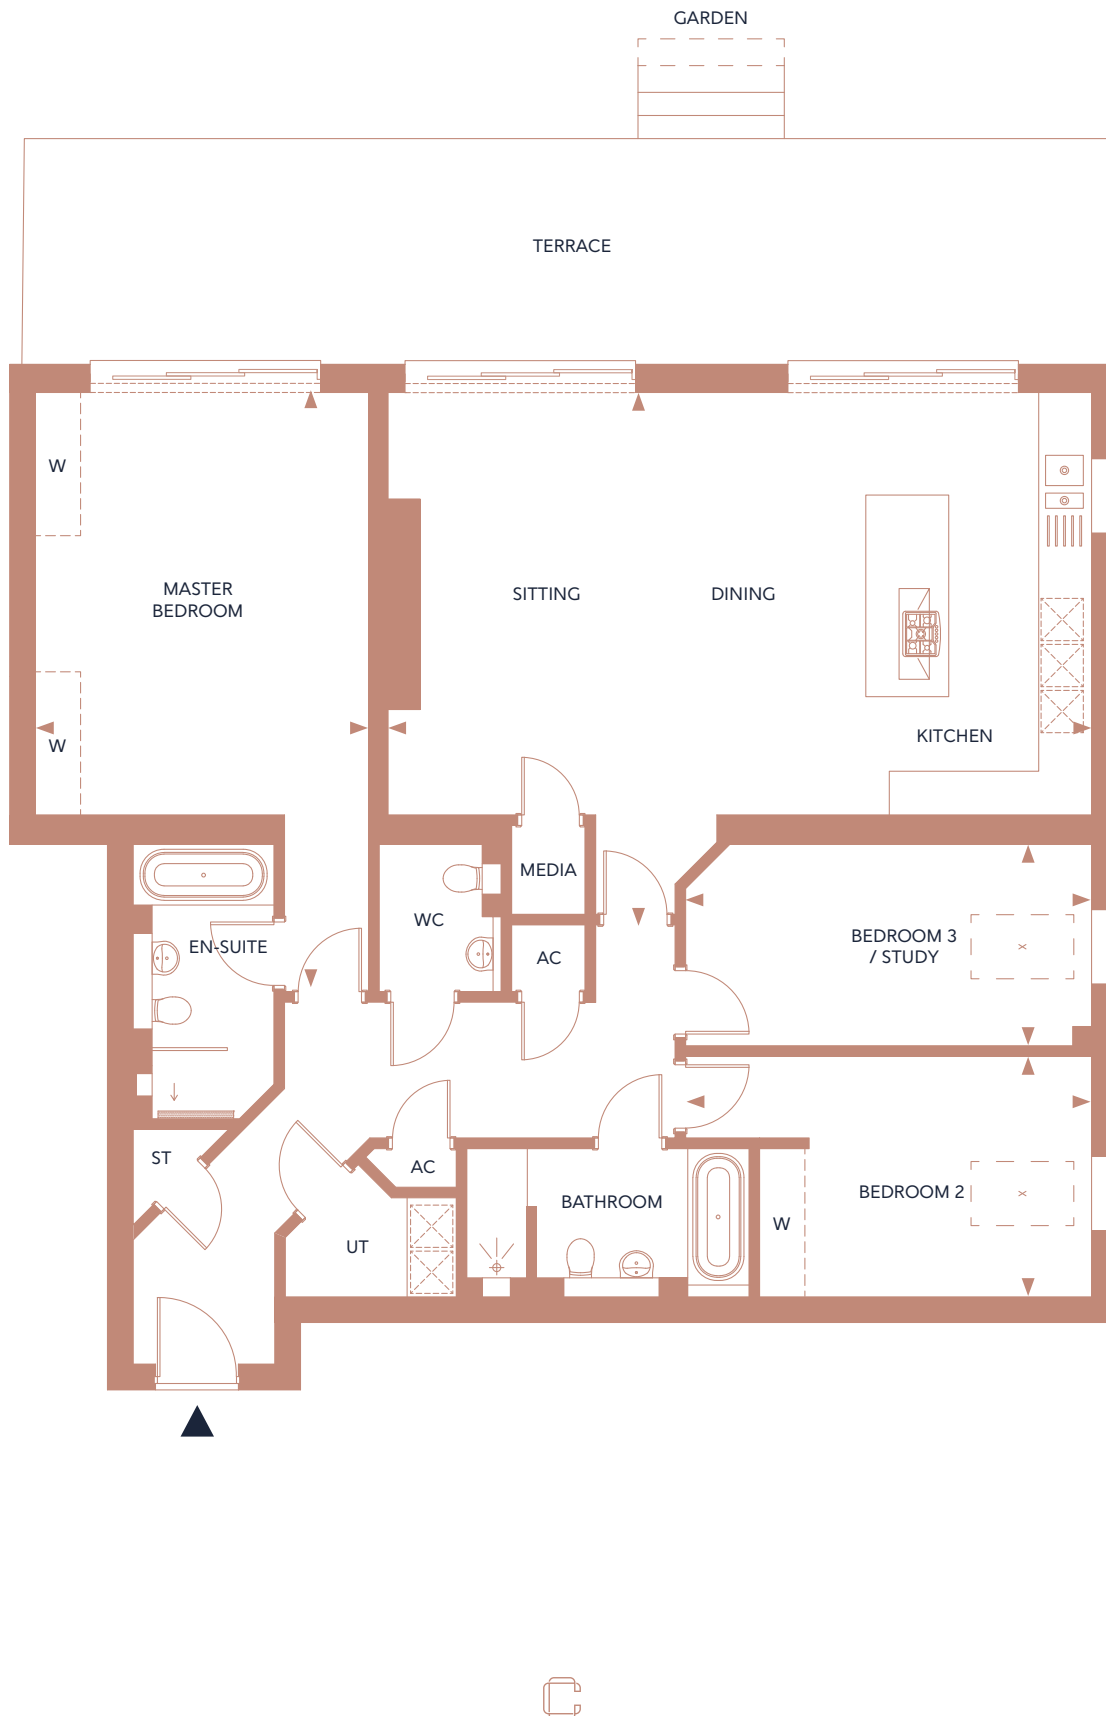 GARDEN
TERRACE
W
MASTER
BEDROOM
SITTING
DINING
W
KITCHEN
MEDIA
WC
EN-SUITE
AC
BEDROOM 3
/ STUDY
ST
AC
BATHROOM
BEDROOM 2
W
UT